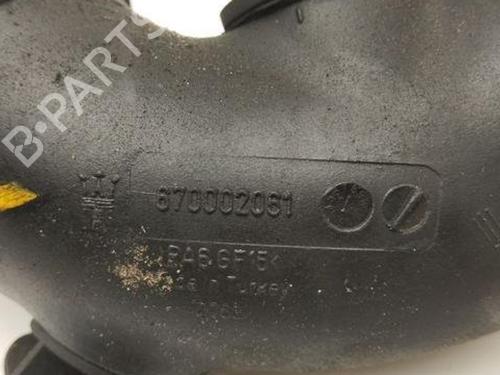 B-PARTS
670002061
PA6.GF15<
in Turkey